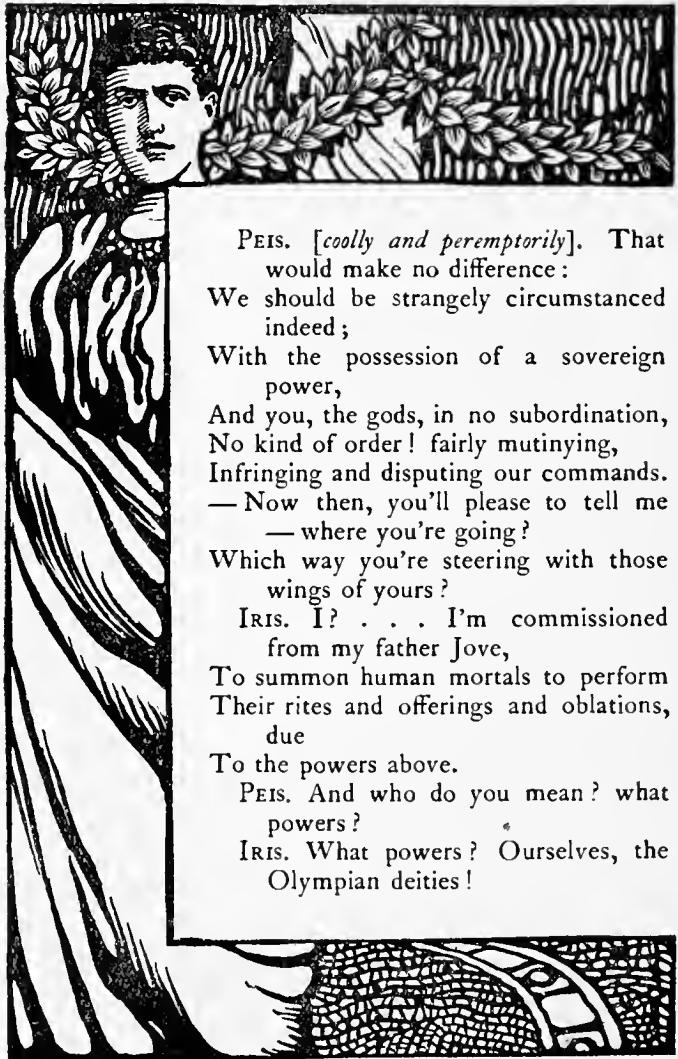 PEIS. [coolly and peremptorily]. That
would make no difference :
We should be strangely circumstanced
indeed ;
With the possession of a sovereign
power,
And you, the gods, in no subordination,
No kind of order ! fairly mutinying,
Infringing and disputing our commands.
— Now then, you'll please to tell me
— where you're going ?
Which way you're steering with those
wings of yours ?
IRIS. I ? . . . I'm commissioned
from my father Jove,
To summon human mortals to perform
Their rites and offerings and oblations,
due
To the powers above.
PEIS. And who do you mean ? what
powers ?
IRIS. What powers ? Ourselves, the
Olympian deities !